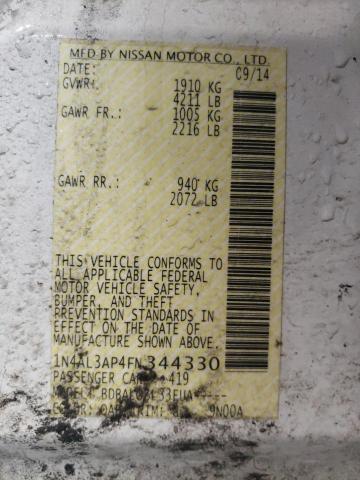 MFD BY NISSAN MOTOR CO., LTD.
DATE: 09/14
GVWR: 1910 KG
4211 LB
GAWR FR.: 1005 KG
2216 LB
GAWR RR.: 940 KG
2072 LB
THIS VEHICLE CONFORMS TO
ALL APPLICABLE FEDERAL
MOTOR VEHICLE SAFETY,
BUMPER, AND THEFT
PREVENTION STANDARDS IN
EFFECT ON THE DATE OF
MANUFACTURE SHOWN ABOVE.
1N4AL3AP4FN344330
PASSENGER CAR 419
9N00A